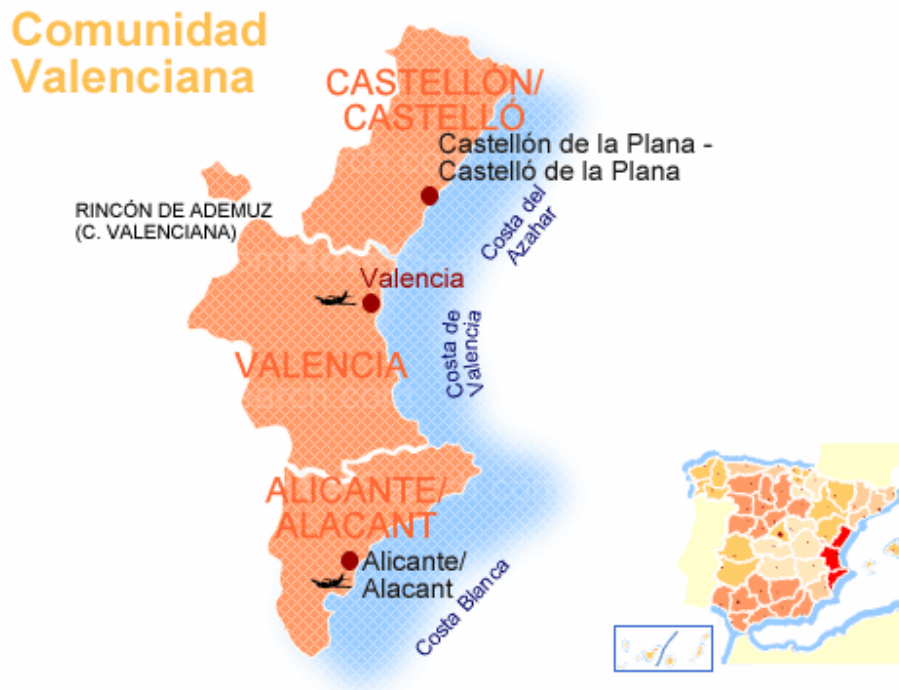 Comunidad
Valenciana
CASTELLÓN/
CASTELLÓ
Castellón de la Plana -
Castelló de la Plana
RINCÓN DE ADEMUZ
(C. VALENCIANA)
Costa del
Azahar
Valencia
Costa de
Valencia
VALENCIA
ALICANTE/
ALACANT
Alicante/
Alacant
Costa Blanca